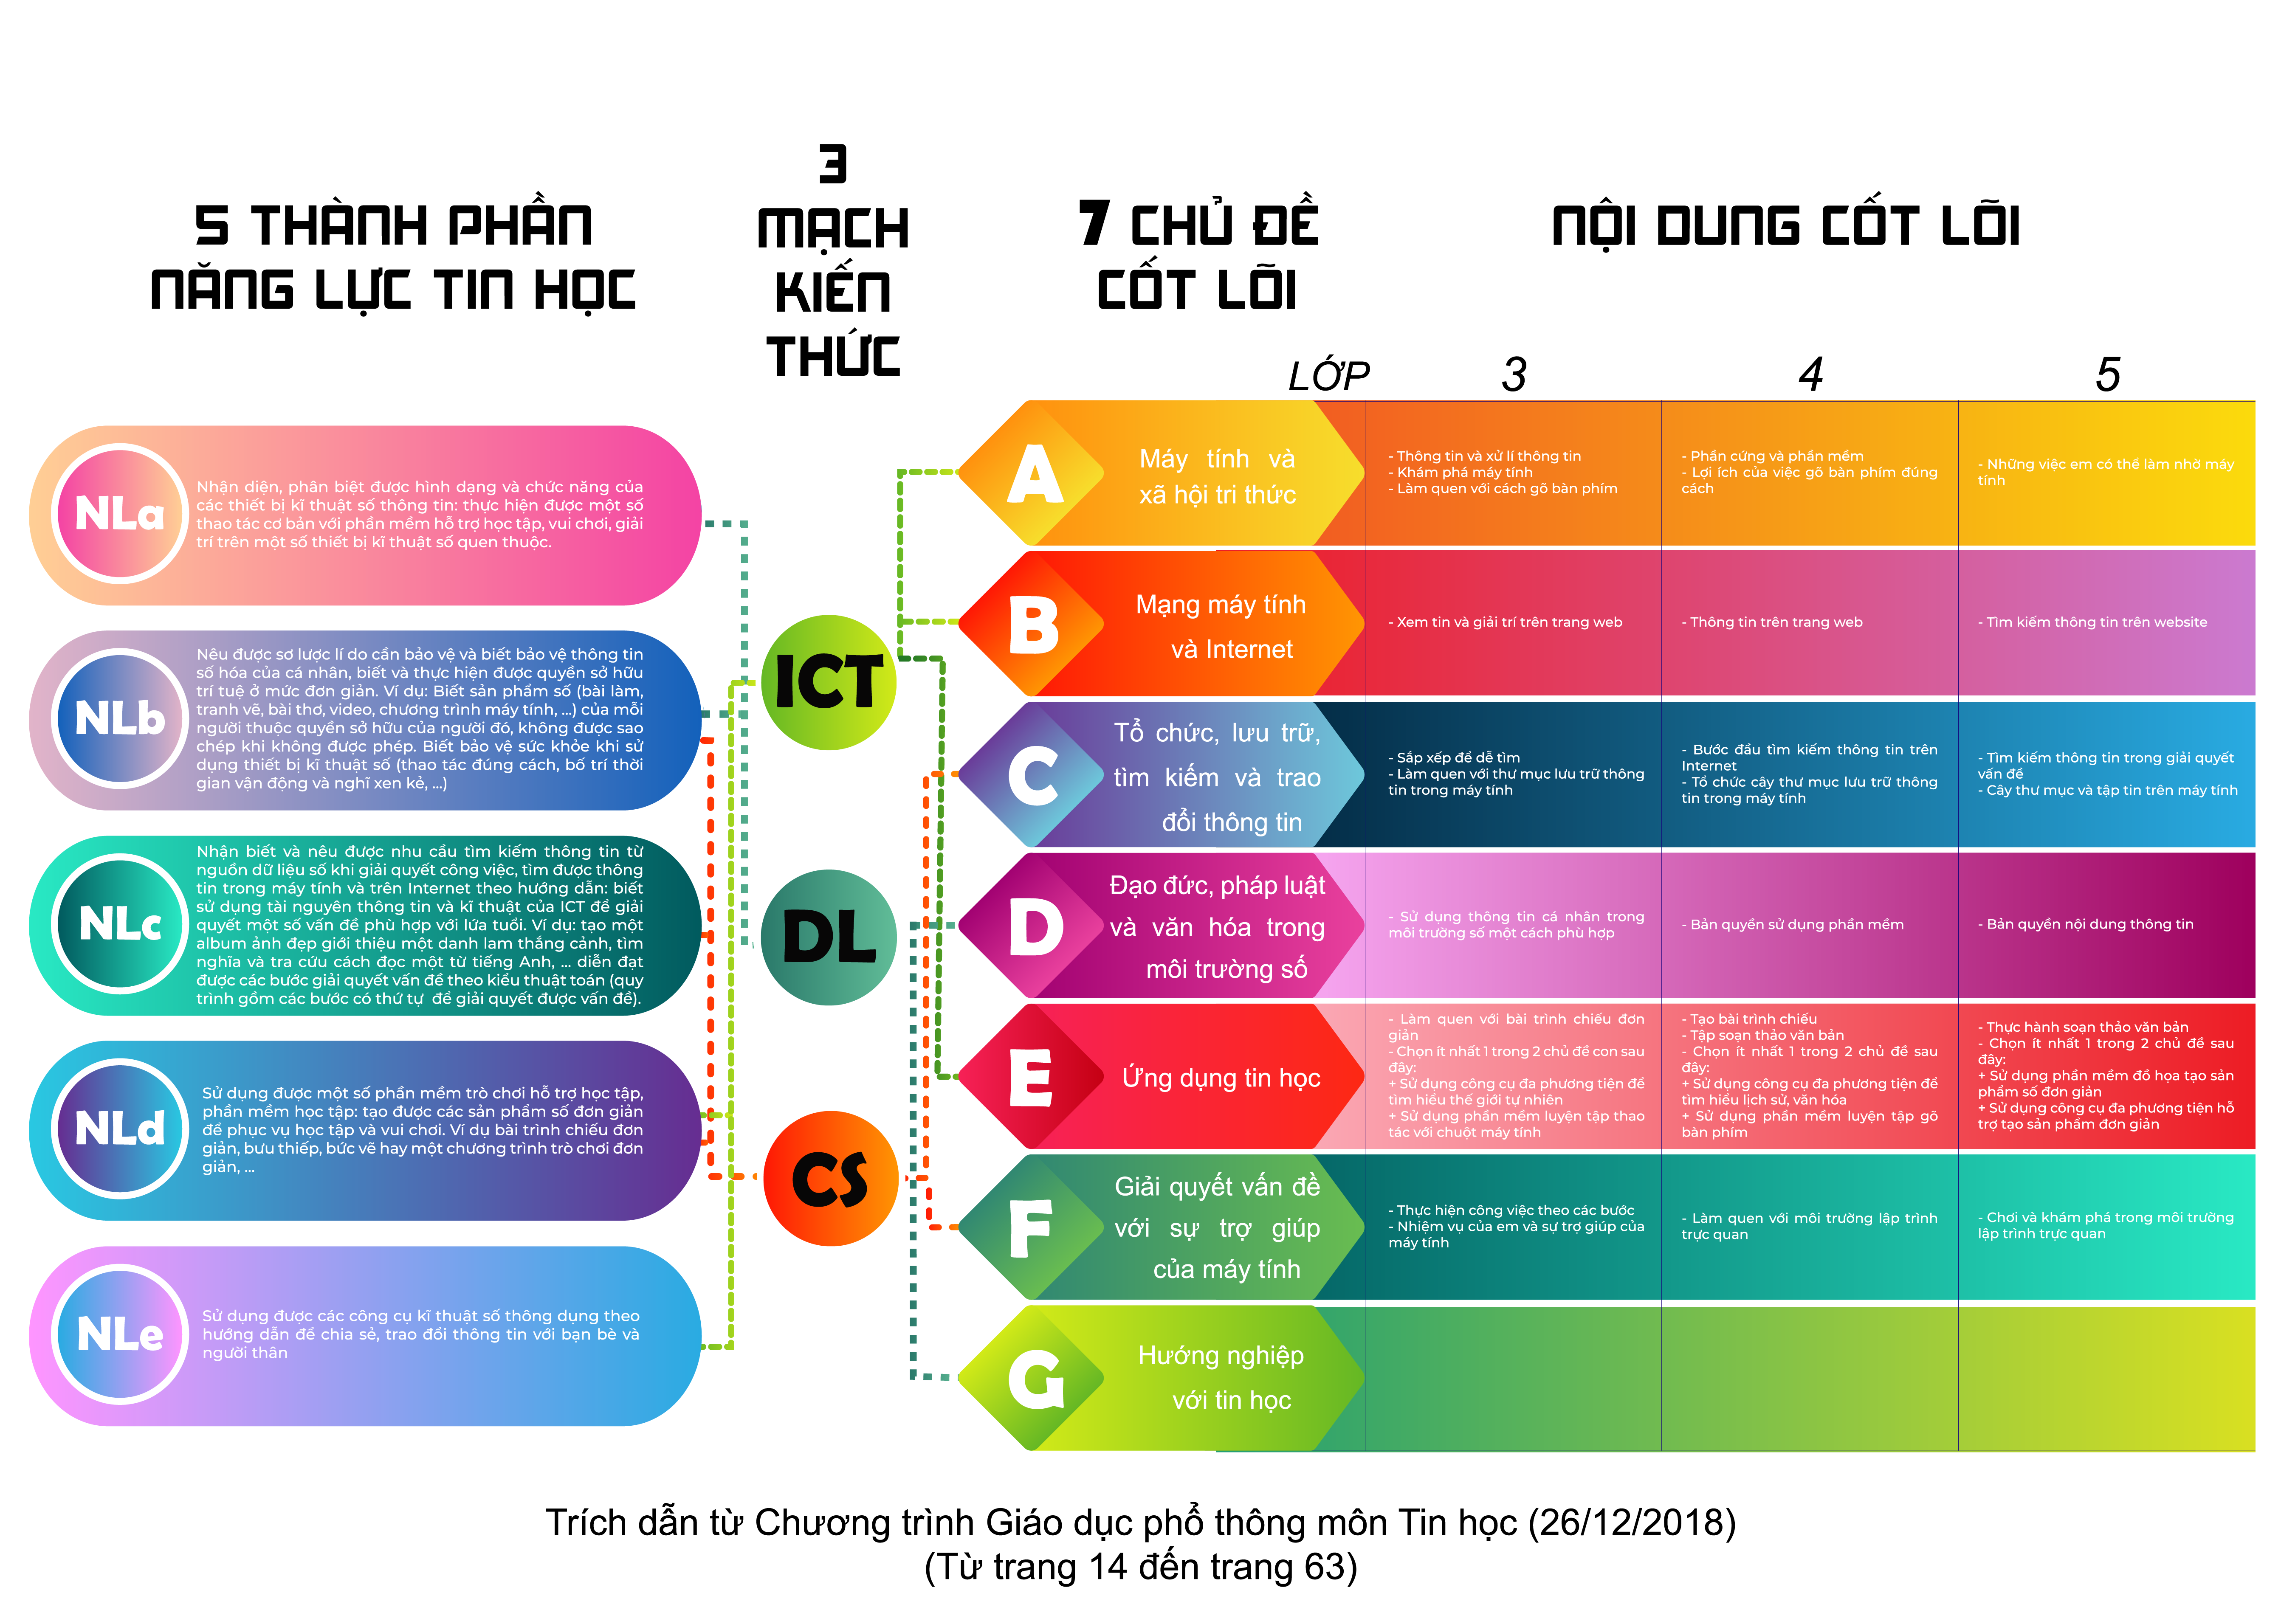 5 THÀNH PHẦN
NĂNG LỰC TIN HỌC
3
MẠCH
KIẾN
THỨC
7 CHỦ ĐỀ
CỐT LÕI
NỘI DUNG CỐT LÕI
LỚP 3 4 5
NLa
Nhận diện, phân biệt được hình dạng và chức năng của
các thiết bị kĩ thuật số thông tin: thực hiện được một số
thao tác cơ bản với phần mềm hỗ trợ học tập, vui chơi, giải
trí trên một số thiết bị kĩ thuật số quen thuộc.
NLb
Nêu được sơ lược lí do cần bảo vệ và biết bảo vệ thông tin
số hóa của cá nhân, biết và thực hiện được quyền sở hữu
trí tuệ ở mức đơn giản. Ví dụ: Biết sản phẩm số (bài làm,
tranh vẽ, bài thơ, video, chương trình máy tính, ...) của mỗi
người thuộc quyền sở hữu của người đó, không được sao
chép khi không được phép. Biết bảo vệ sức khỏe khi sử
dụng thiết bị kĩ thuật số (thao tác đúng cách, bố trí thời
gian vận động và nghĩ xen kẻ, ...)
NLc
Nhận biết và nêu được nhu cầu tìm kiếm thông tin từ
nguồn dữ liệu số khi giải quyết công việc, tìm được thông
tin trong máy tính và trên Internet theo hướng dẫn: biết
sử dụng tài nguyên thông tin và kĩ thuật của ICT để giải
quyết một số vấn đề phù hợp với lứa tuổi. Ví dụ: tạo một
album ảnh đẹp giới thiệu một danh lam thắng cảnh, tìm
nghĩa và tra cứu cách đọc một từ tiếng Anh, ... diễn đạt
được các bước giải quyết vấn đề theo kiểu thuật toán (quy
trình gồm các bước có thứ tự để giải quyết được vấn đề).
NLd
Sử dụng được một số phần mềm trò chơi hỗ trợ học tập,
phần mềm học tập: tạo được các sản phẩm số đơn giản
để phục vụ học tập và vui chơi. Ví dụ bài trình chiếu đơn
giản, bưu thiếp, bức vẽ hay một chương trình trò chơi đơn
giản, ...
NLe
Sử dụng được các công cụ kĩ thuật số thông dụng theo
hướng dẫn để chia sẻ, trao đổi thông tin với bạn bè và
người thân
ICT
DL
CS
A
Máy tính và
xã hội tri thức
- Thông tin và xử lí thông tin
- Khám phá máy tính
- Làm quen với cách gõ bàn phím
- Phần cứng và phần mềm
- Lợi ích của việc gõ bàn phím đúng
cách
- Những việc em có thể làm nhờ máy
tính
B
Mạng máy tính
và Internet
- Xem tin và giải trí trên trang web
- Thông tin trên trang web
- Tìm kiếm thông tin trên website
C
Tổ chức, lưu trữ,
tìm kiếm và trao
đổi thông tin
- Sắp xếp để dễ tìm
- Làm quen với thư mục lưu trữ thông
tin trong máy tính
- Bước đầu tìm kiếm thông tin trên
Internet
- Tổ chức cây thư mục lưu trữ thông
tin trong máy tính
- Tìm kiếm thông tin trong giải quyết
vấn đề
- Cây thư mục và tập tin trên máy tính
D
Đạo đức, pháp luật
và văn hóa trong
môi trường số
- Sử dụng thông tin cá nhân trong
môi trường số một cách phù hợp
- Bản quyền sử dụng phần mềm
- Bản quyền nội dung thông tin
E
Ứng dụng tin học
- Làm quen với bài trình chiếu đơn
giản
- Chọn ít nhất 1 trong 2 chủ đề con sau
đây:
+ Sử dụng công cụ đa phương tiện để
tìm hiểu thế giới tự nhiên
+ Sử dụng phần mềm luyện tập thao
tác với chuột máy tính
- Tạo bài trình chiếu
- Tập soạn thảo văn bản
- Chọn ít nhất 1 trong 2 chủ đề sau
đây:
+ Sử dụng công cụ đa phương tiện để
tìm hiểu lịch sử, văn hóa
+ Sử dụng phần mềm luyện tập gõ
bàn phím
- Thực hành soạn thảo văn bản
- Chọn ít nhất 1 trong 2 chủ đề sau
đây:
+ Sử dụng phần mềm đồ họa tạo sản
phẩm số đơn giản
+ Sử dụng công cụ đa phương tiện hỗ
trợ tạo sản phẩm đơn giản
F
Giải quyết vấn đề
với sự trợ giúp
của máy tính
- Thực hiện công việc theo các bước
- Nhiệm vụ của em và sự trợ giúp của
máy tính
- Làm quen với môi trường lập trình
trực quan
- Chơi và khám phá trong môi trường
lập trình trực quan
G
Hướng nghiệp
với tin học
Trích dẫn từ Chương trình Giáo dục phổ thông môn Tin học (26/12/2018)
(Từ trang 14 đến trang 63)